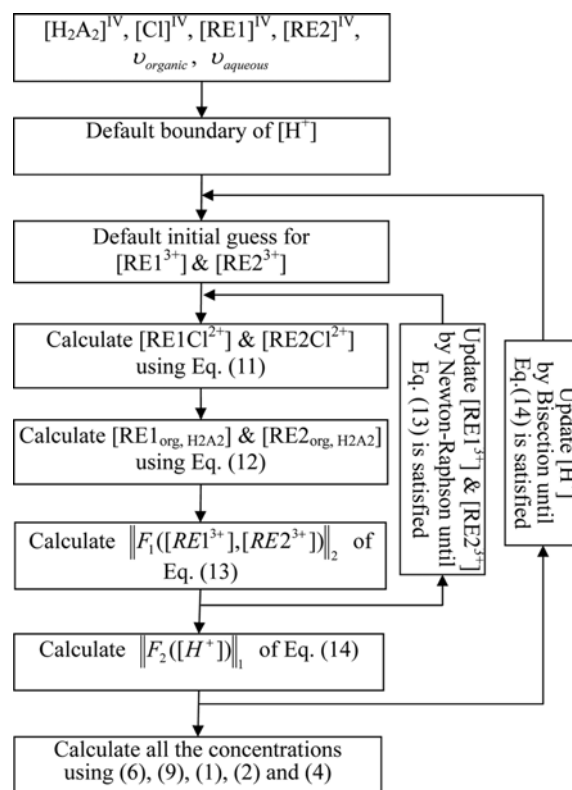 [H₂A₂]ᴵⱽ, [Cl]ᴵⱽ, [RE1]ᴵⱽ, [RE2]ᴵⱽ,
υ_organic, υ_aqueous
Default boundary of [H⁺]
Default initial guess for
[RE1³⁺] & [RE2³⁺]
Calculate [RE1Cl²⁺] & [RE2Cl²⁺]
using Eq. (11)
Calculate [RE1org, H2A2] & [RE2org, H2A2]
using Eq. (12)
Calculate ‖F₁([RE1³⁺],[RE2³⁺])‖₂ of
Eq. (13)
Calculate ‖F₂([H⁺])‖₁ of Eq. (14)
Calculate all the concentrations
using (6), (9), (1), (2) and (4)
Update [RE1³⁺] & [RE2³⁺]
by Newton-Raphson until
Eq. (13) is satisfied
Update [H⁺]
by Bisection until
Eq.(14) is satisfied